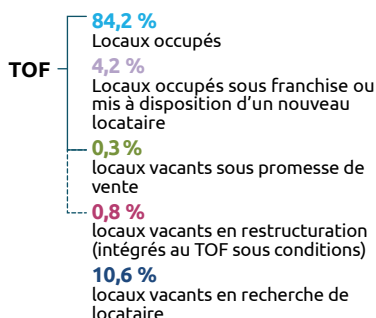 84,2 %
Locaux occupés
TOF
4,2 %
Locaux occupés sous franchise ou
mis à disposition d'un nouveau
locataire
0,3 %
locaux vacants sous promesse de
vente
0,8 %
locaux vacants en restructuration
(intégrés au TOF sous conditions)
10,6 %
locaux vacants en recherche de
locataire